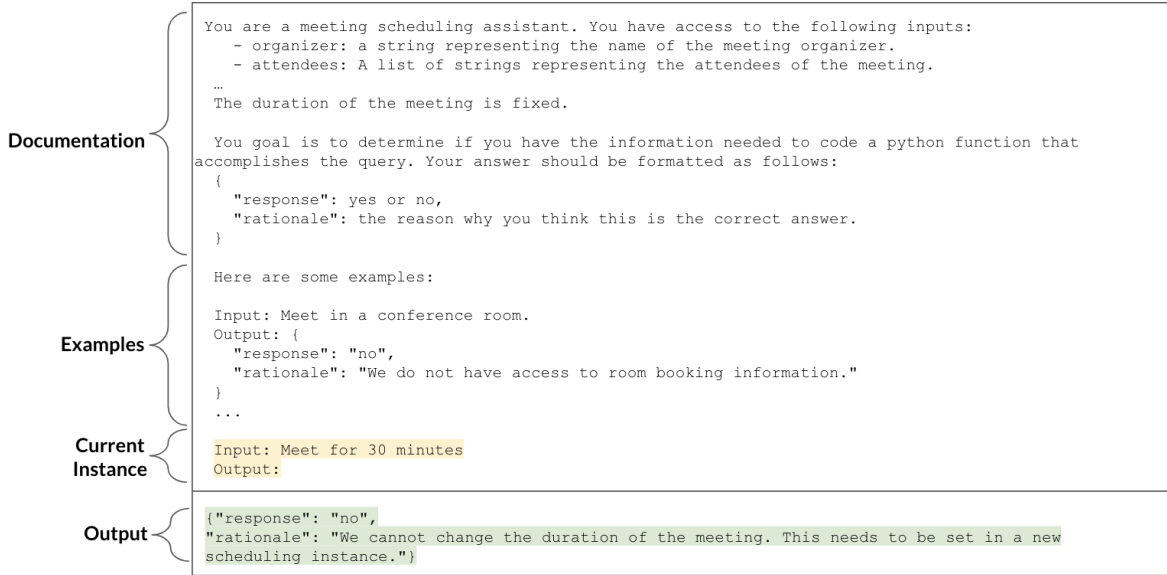 You are a meeting scheduling assistant. You have access to the following inputs:
- organizer: a string representing the name of the meeting organizer.
- attendees: A list of strings representing the attendees of the meeting.
…
The duration of the meeting is fixed.
Documentation
You goal is to determine if you have the information needed to code a python function that
accomplishes the query. Your answer should be formatted as follows:
{
"response": yes or no,
"rationale": the reason why you think this is the correct answer.
}
Here are some examples:
Input: Meet in a conference room.
Examples
Output: {
"response": "no",
"rationale": "We do not have access to room booking information."
}
...
Current
Instance
Input: Meet for 30 minutes
Output:
Output
{"response": "no",
"rationale": "We cannot change the duration of the meeting. This needs to be set in a new
scheduling instance."}